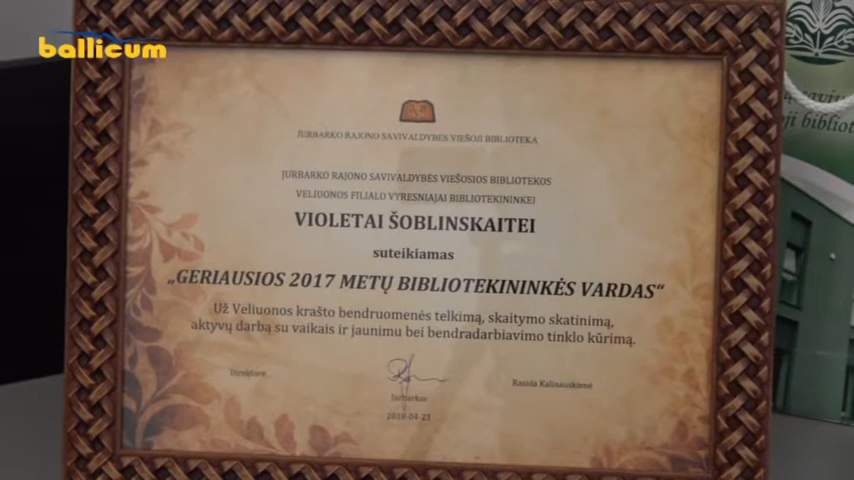 ballicum
JURBARKO RAJONO SAVIVALDYBĖS VIEŠOJI BIBLIOTEKA
JURBARKO RAJONO SAVIVALDYBĖS VIEŠOSIOS BIBLIOTEKOS
VELIUONOS FILIALO VYRESNIAJAI BIBLIOTEKININKEI
VIOLETAI ŠOBLINSKAITEI
suteikiamas
„GERIAUSIOS 2017 METŲ BIBLIOTEKININKĖS VARDAS“
Už Veliuonos krašto bendruomenės telkimą, skaitymo skatinimą,
aktyvų darbą su vaikais ir jaunimu bei bendradarbiavimo tinklo kūrimą.
Direktorė Rasida Kalinauskienė
Jurbarkas
2018-04-23